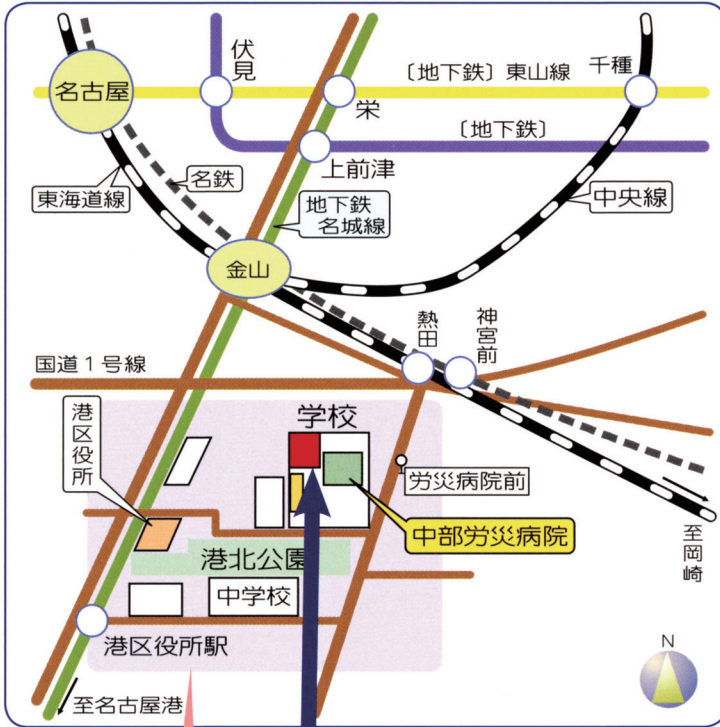 伏見
〔地下鉄〕東山線
千種
名古屋
栄
〔地下鉄〕
上前津
名鉄
東海道線
地下鉄
名城線
中央線
金山
熱田
神宮前
国道1号線
学校
港区役所
労災病院前
中部労災病院
港北公園
至岡崎
中学校
港区役所駅
N
至名古屋港